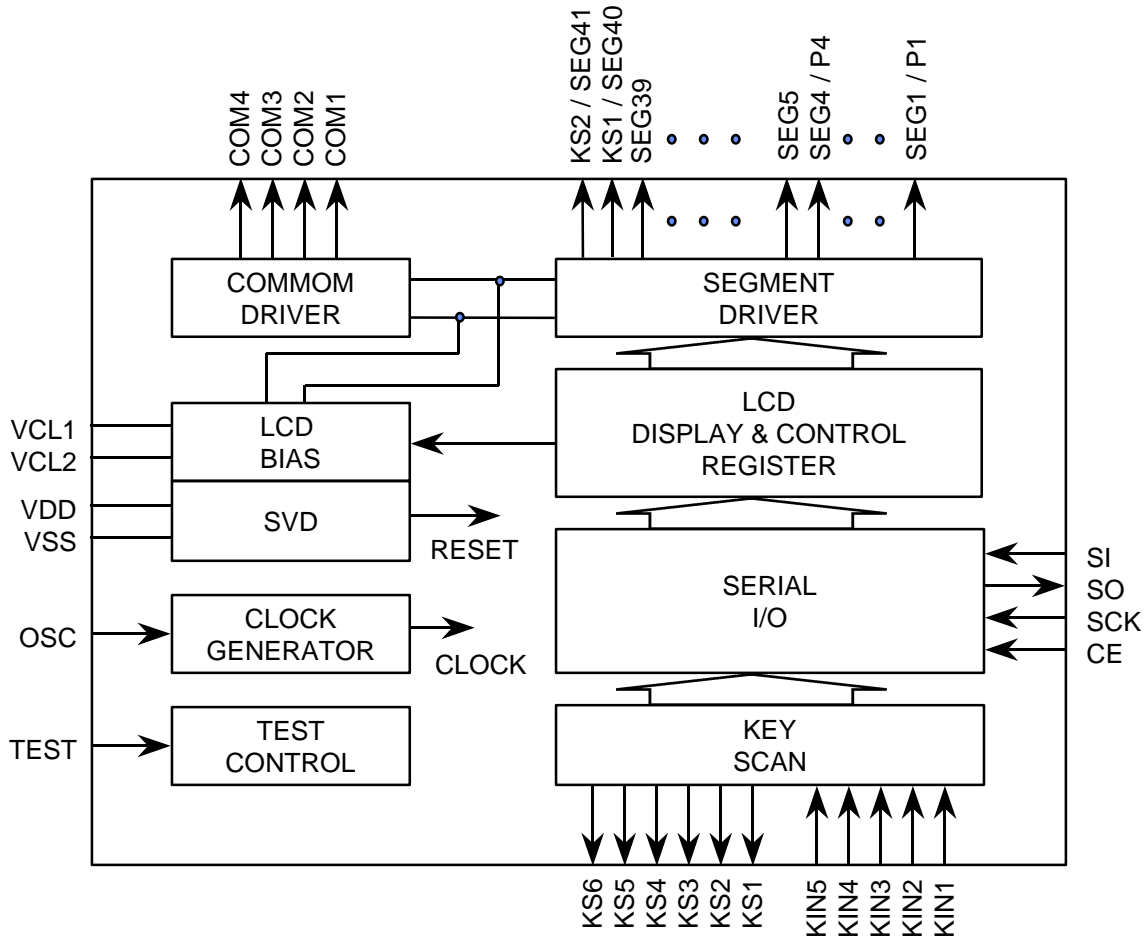 COM4
COM3
COM2
COM1
KS2 / SEG41
KS1 / SEG40
SEG39
SEG5
SEG4 / P4
SEG1 / P1
COMMOM
DRIVER
SEGMENT
DRIVER
VCL1
VCL2
LCD
BIAS
LCD
DISPLAY & CONTROL
REGISTER
VDD
VSS
SVD
RESET
SERIAL
I/O
SI
SO
SCK
CE
OSC
CLOCK
GENERATOR
CLOCK
TEST
TEST
CONTROL
KEY
SCAN
KS6
KS5
KS4
KS3
KS2
KS1
KIN5
KIN4
KIN3
KIN2
KIN1